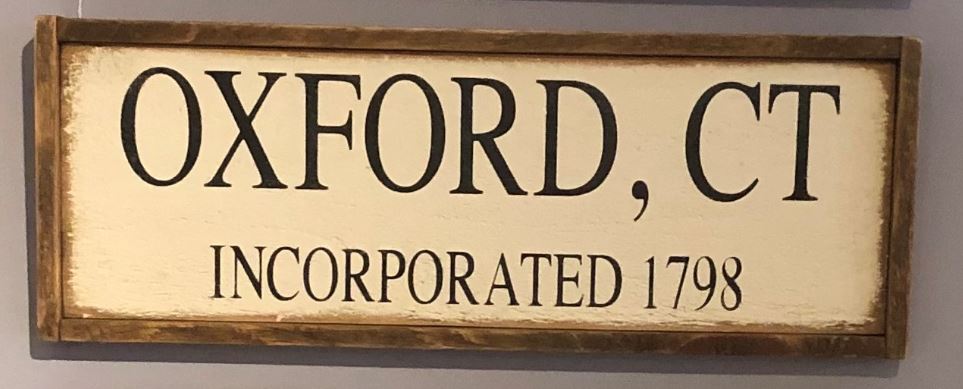 OXFORD, CT
INCORPORATED 1798